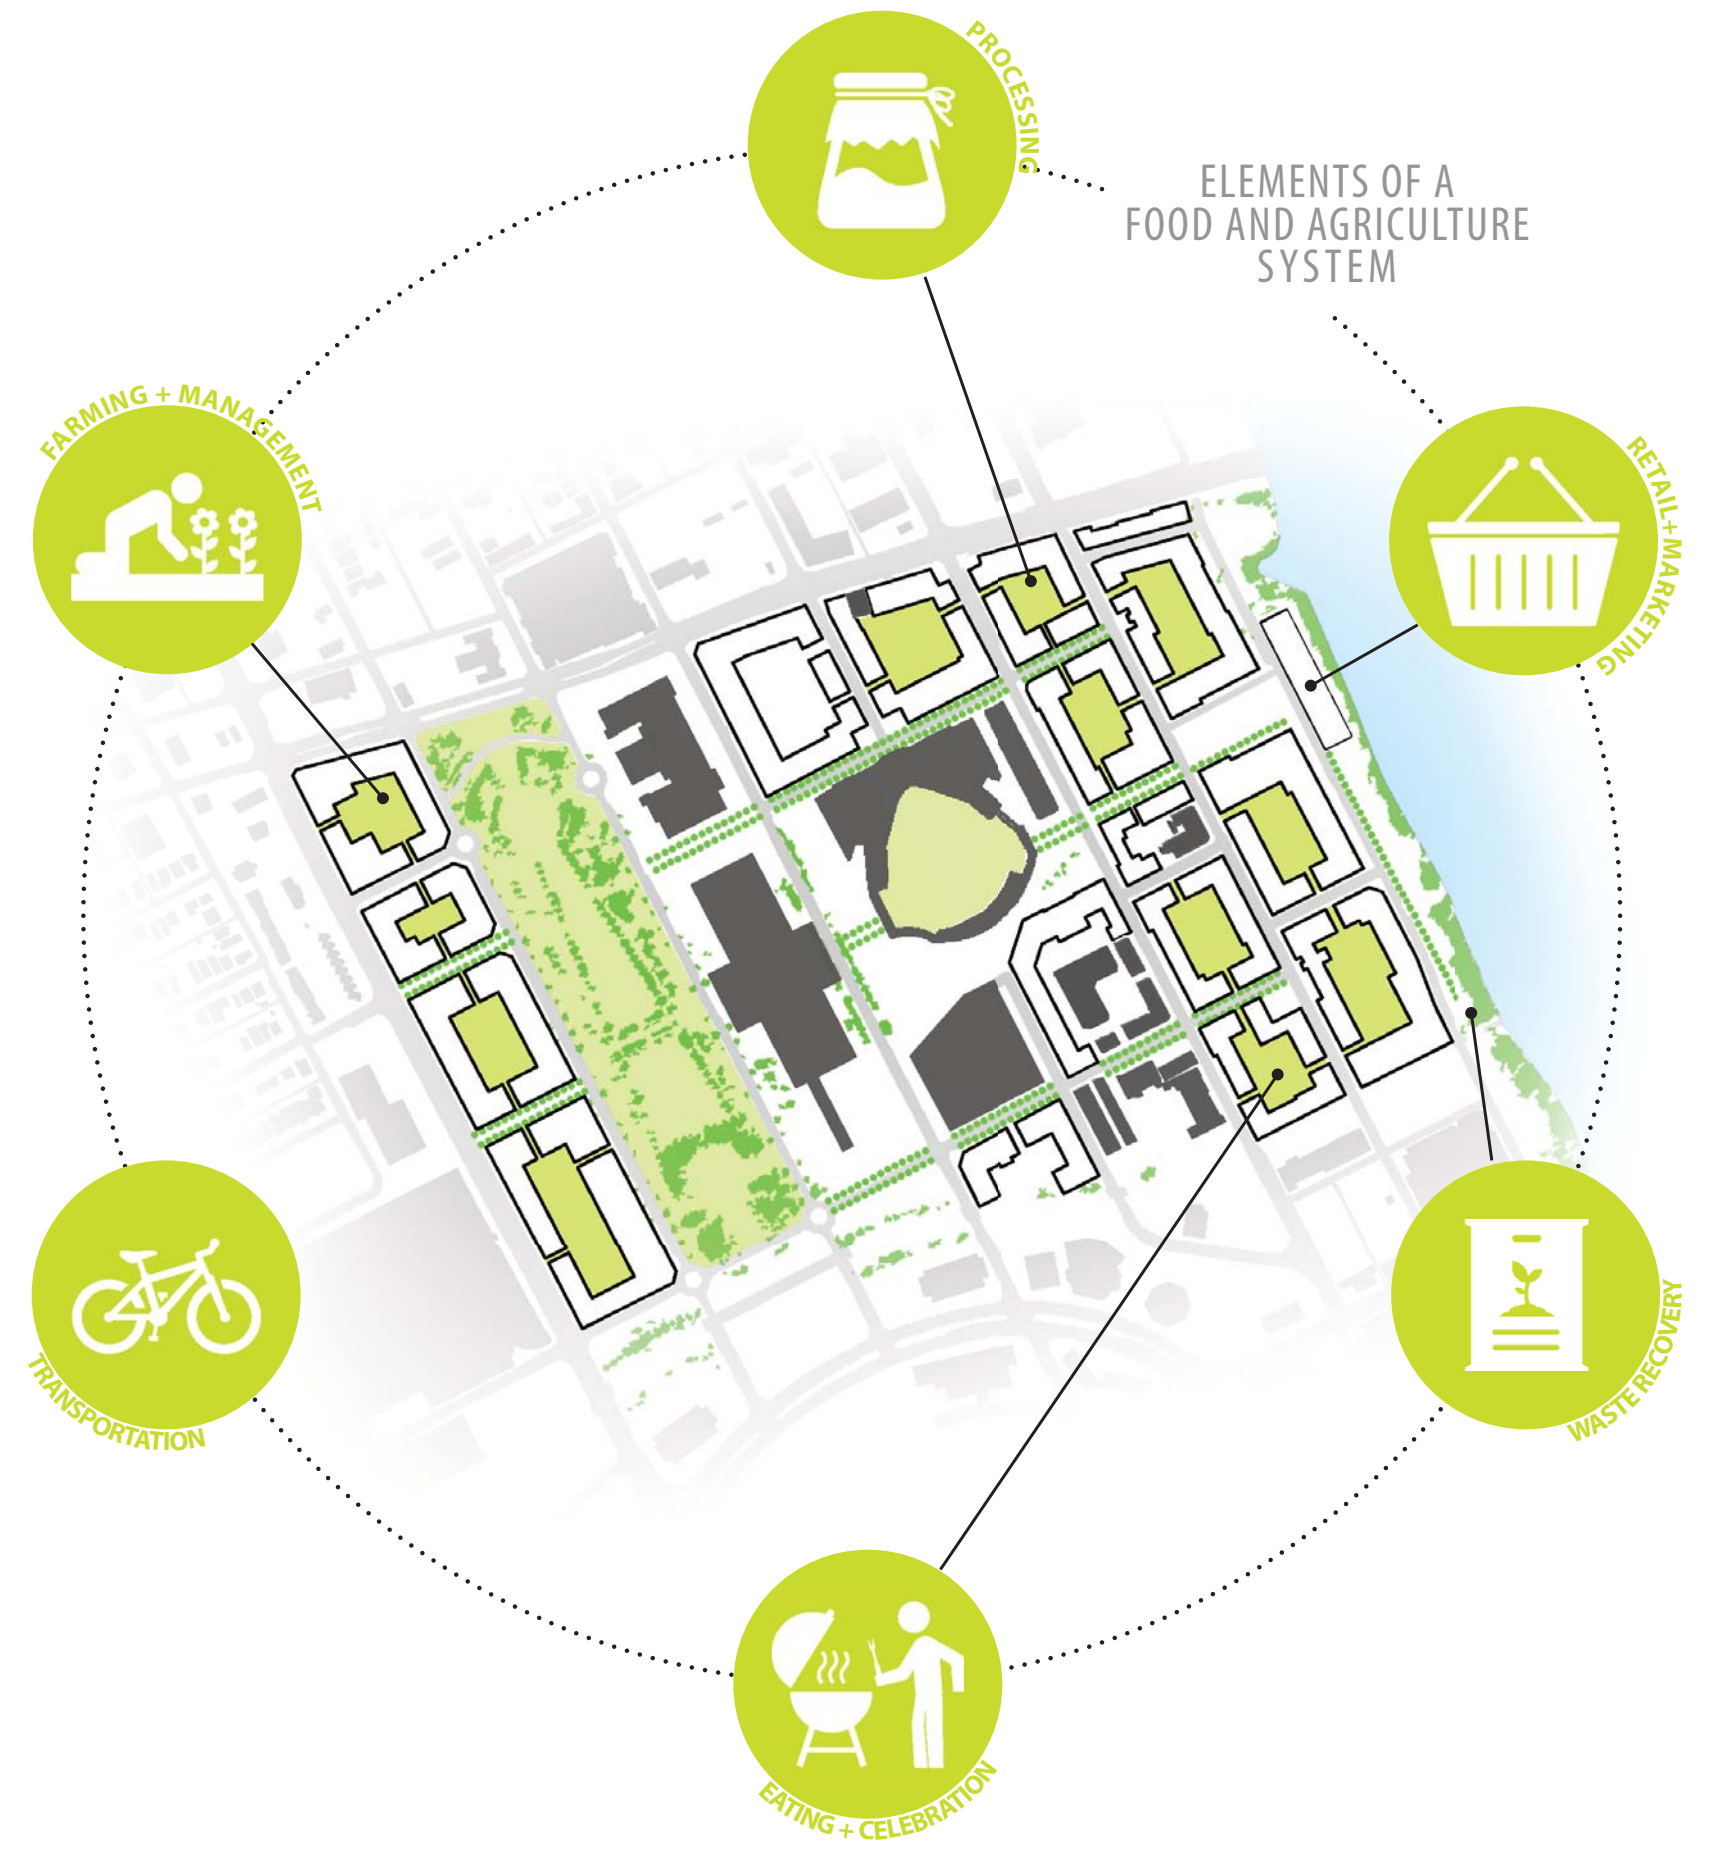 PROCESSING
ELEMENTS OF A
FOOD AND AGRICULTURE
SYSTEM
FARMING + MANAGEMENT
RETAIL+MARKETING
TRANSPORTATION
WASTE RECOVERY
EATING + CELEBRATION